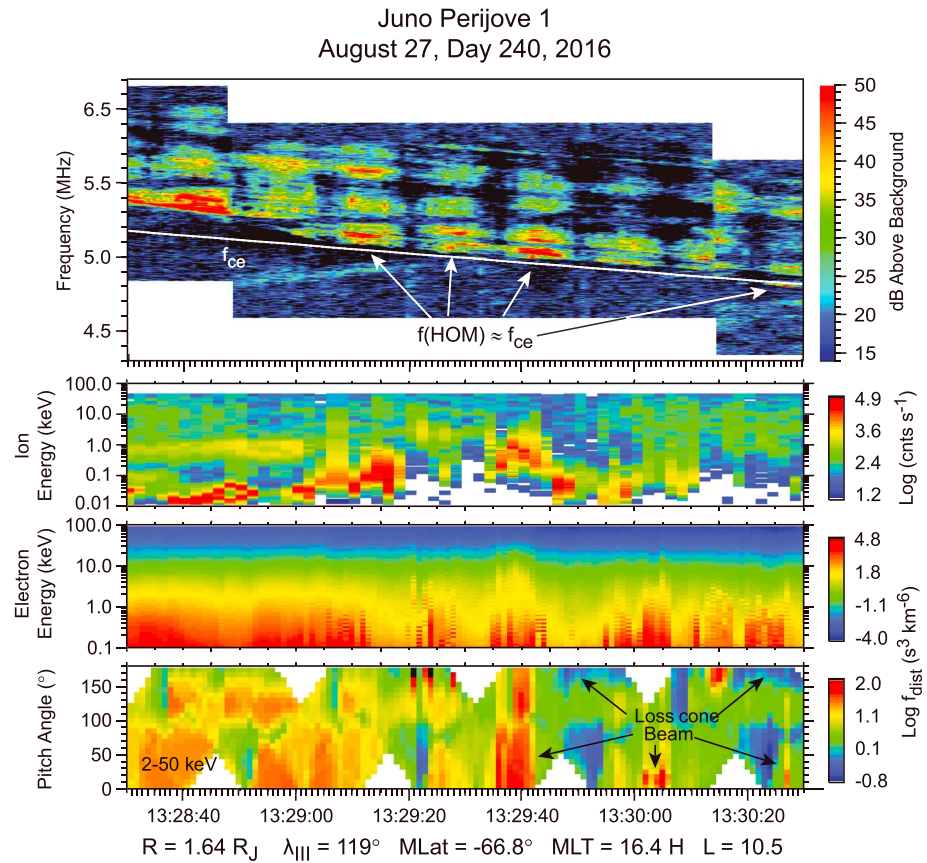 Juno Perijove 1
August 27, Day 240, 2016
Frequency (MHz)
6.5
5.5
5.0
4.5
fce
f(HOM) ≈ fce
50
45
40
35
30
25
20
15
dB Above Background
Ion
Energy (keV)
100.0
10.0
1.0
0.1
0.01
4.9
3.6
2.4
1.2
Log (cnts s-1)
Electron
Energy (keV)
100.0
10.0
1.0
0.1
4.8
1.8
-1.1
-4.0
Log fdist (s3 km-6)
Pitch Angle (°)
150
100
50
0
2-50 keV
Loss cone
Beam
2.0
1.1
0.1
-0.8
13:28:40 13:29:00 13:29:20 13:29:40 13:30:00 13:30:20
R = 1.64 RJ λIII = 119° MLat = -66.8° MLT = 16.4 H L = 10.5